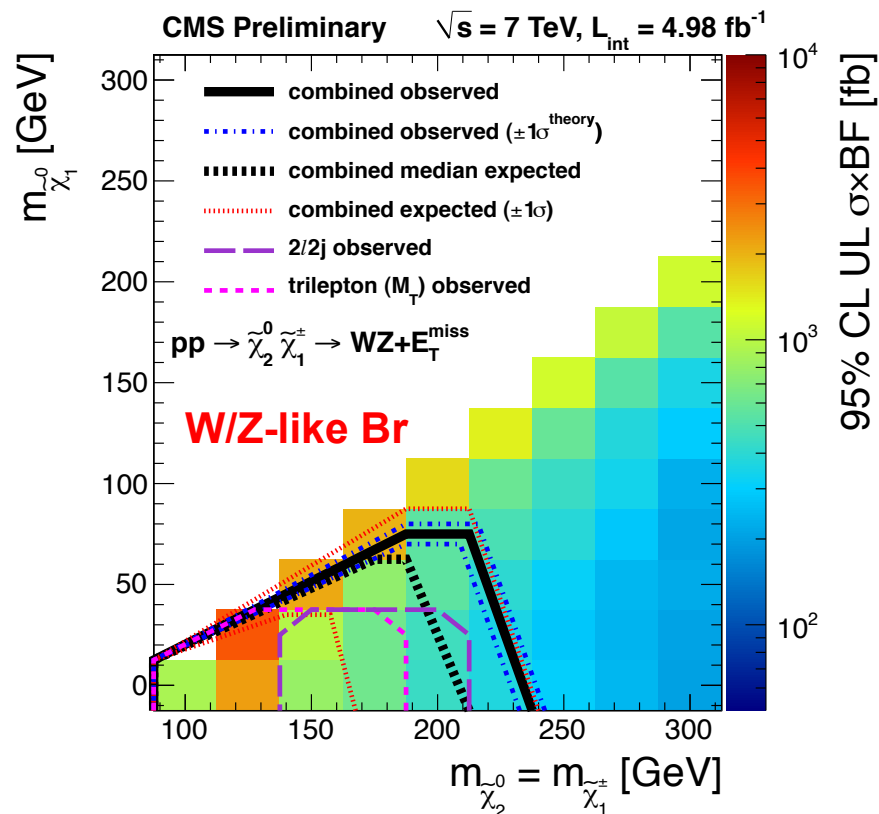 CMS Preliminary √s = 7 TeV, L_int = 4.98 fb⁻¹
combined observed
combined observed (±1σ^theory)
combined median expected
combined expected (±1σ)
2l2j observed
trilepton (M_T) observed
pp → χ̃₂⁰ χ̃₁± → WZ+E_T^miss
W/Z-like Br
m_χ̃₁⁰ [GeV]
300
250
200
150
100
50
0
100 150 200 250 300
m_χ̃₂⁰ = m_χ̃₁± [GeV]
10⁴
10³
10²
95% CL UL σ×BF [fb]